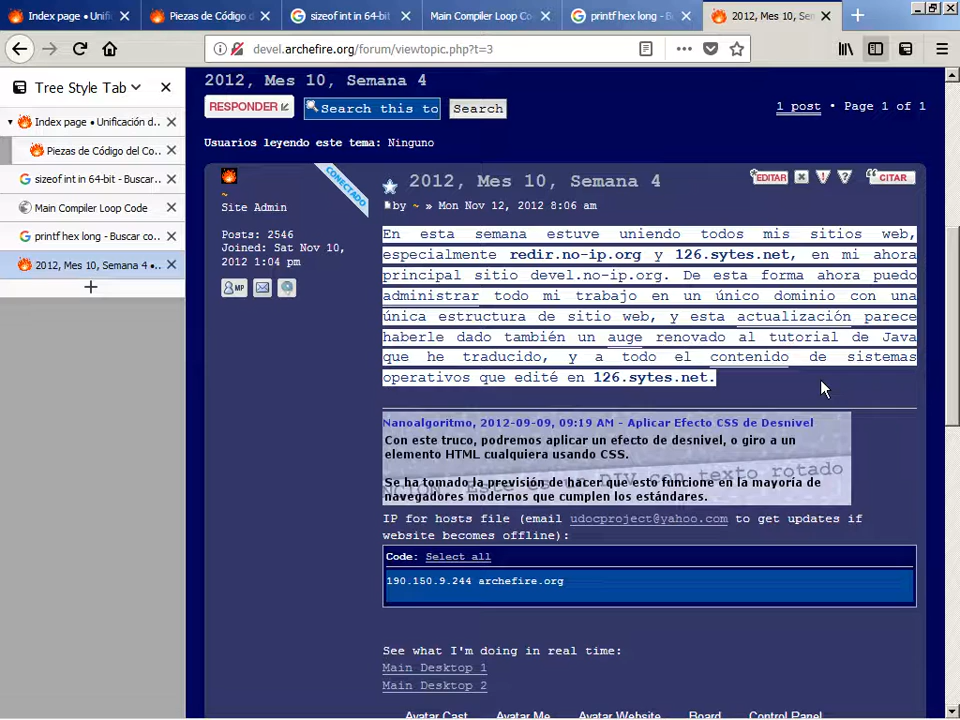 Index page • Unifi
Piezas de Código d
sizeof int in 64-bit
Main Compiler Loop Co
printf hex long - B
2012, Mes 10, Sem
devel.archefire.org/forum/viewtopic.php?t=3
Tree Style Tab
Index page • Unificación d..
Piezas de Código del Co..
sizeof int in 64-bit - Buscar..
Main Compiler Loop Code
printf hex long - Buscar co..
2012, Mes 10, Semana 4 •..
2012, Mes 10, Semana 4
RESPONDER
Search this to
Search
1 post • Page 1 of 1
Usuarios leyendo este tema: Ninguno
CONECTADO
~
Site Admin
Posts: 2546
Joined: Sat Nov 10,
2012 1:04 pm
MP
2012, Mes 10, Semana 4
EDITAR
CITAR
by ~ » Mon Nov 12, 2012 8:06 am
En esta semana estuve uniendo todos mis sitios web,
especialmente redir.no-ip.org y 126.sytes.net, en mi ahora
principal sitio devel.no-ip.org. De esta forma ahora puedo
administrar todo mi trabajo en un único dominio con una
única estructura de sitio web, y esta actualización parece
haberle dado también un auge renovado al tutorial de Java
que he traducido, y a todo el contenido de sistemas
operativos que edité en 126.sytes.net.
Nanoalgoritmo, 2012-09-09, 09:19 AM - Aplicar Efecto CSS de Desnivel
Con este truco, podremos aplicar un efecto de desnivel, o giro a un
elemento HTML cualquiera usando CSS.
Se ha tomado la previsión de hacer que esto funcione en la mayoría de
navegadores modernos que cumplen los estándares.
DIV con texto rotado
IP for hosts file (email udocproject@yahoo.com to get updates if
website becomes offline):
Code: Select all
190.150.9.244 archefire.org
See what I'm doing in real time:
Main Desktop 1
Main Desktop 2
Avatar Cast Avatar Me Avatar Website Board Control Panel